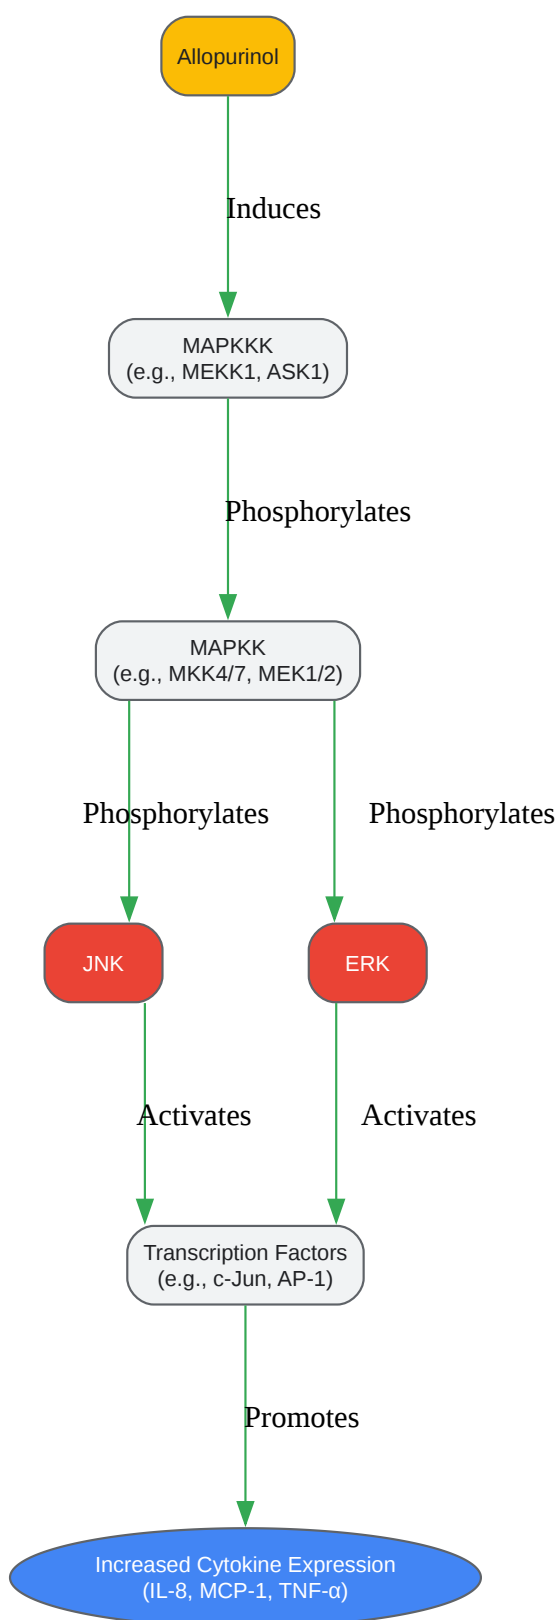 Allopurinol
Induces
MAPKKK
(e.g., MEKK1, ASK1)
Phosphorylates
MAPKK
(e.g., MKK4/7, MEK1/2)
Phosphorylates
Phosphorylates
JNK
ERK
Activates
Activates
Transcription Factors
(e.g., c-Jun, AP-1)
Promotes
Increased Cytokine Expression
(IL-8, MCP-1, TNF-α)